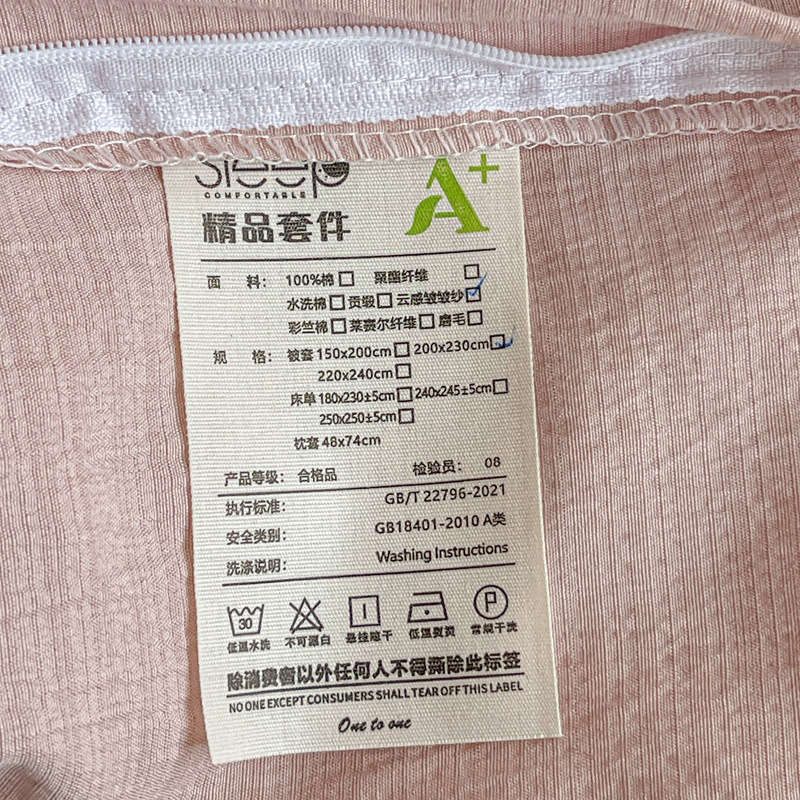 sleep
COMFORTABLE
A+
精品套件
面 料: 100%棉□ 聚酯纤维□
水洗棉□ 贡缎□ 云感皱皱纱☑
彩竺棉□ 莱赛尔纤维□ 磨毛□
规 格: 被套 150x200cm□ 200x230cm☑
220x240cm□
床单 180x230±5cm□ 240x245±5cm□
250x250±5cm□
枕套 48x74cm
产品等级: 合格品 检验员: 08
执行标准: GB/T 22796-2021
安全类别: GB18401-2010 A类
洗涤说明: Washing Instructions
30 P
低温水洗 不可漂白 悬挂晾干 低温熨烫 常规干洗
除消费者以外任何人不得撕除此标签
NO ONE EXCEPT CONSUMERS SHALL TEAR OFF THIS LABEL
One to one